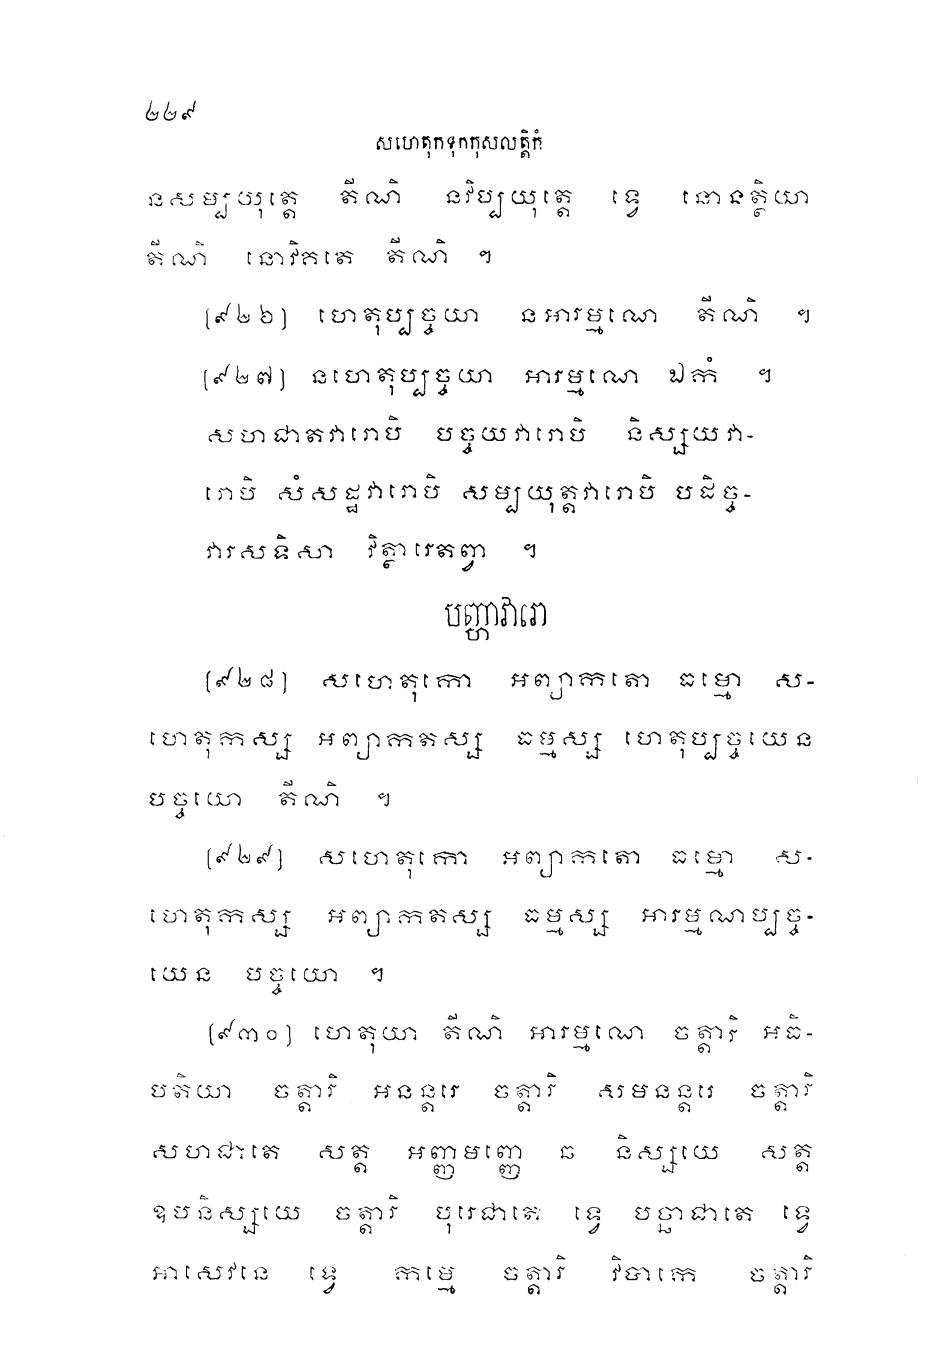 ២២៩
សហេតុកទុកកុសលត្តិកំ
នសម្បយុត្តេ តីណិ នវិប្បយុត្តេ ទ្វេ នោនត្ថិយា
តីណិ នោវិគតេ តីណិ ។
(៩២៦) ហេតុប្បច្ចយា នអារម្មណេ តីណិ ។
(៩២៧) នហេតុប្បច្ចយា អារម្មណេ ឯកំ ។
សហជាតវារោបិ បច្ចយវារោបិ និស្សយវា-
រោបិ សំសដ្ឋវារោបិ សម្បយុត្តវារោបិ បដិច្ច-
វារសទិសា វិត្ថារេតព្វា ។
បញ្ហាវារោ
(៩២៨) សហេតុកោ អព្យាកតោ ធម្មោ ស-
ហេតុកស្ស អព្យាកតស្ស ធម្មស្ស ហេតុប្បច្ចយេន
បច្ចយោ តីណិ ។
(៩២៩) សហេតុកោ អព្យាកតោ ធម្មោ ស-
ហេតុកស្ស អព្យាកតស្ស ធម្មស្ស អារម្មណប្បច្ច-
យេន បច្ចយោ ។
(៩៣០) ហេតុយា តីណិ អារម្មណេ ចត្តារិ អធិ-
បតិយា ចត្តារិ អនន្តរេ ចត្តារិ សមនន្តរេ ចត្តារិ
សហជាតេ សត្ត អញ្ញមញ្ញេ ឆ និស្សយេ សត្ត
ឧបនិស្សយេ ចត្តារិ បុរេជាតេ ទ្វេ បច្ឆាជាតេ ទ្វេ
អាសេវនេ ទ្វេ កម្មេ ចត្តារិ វិបាកេ ចត្តារិ